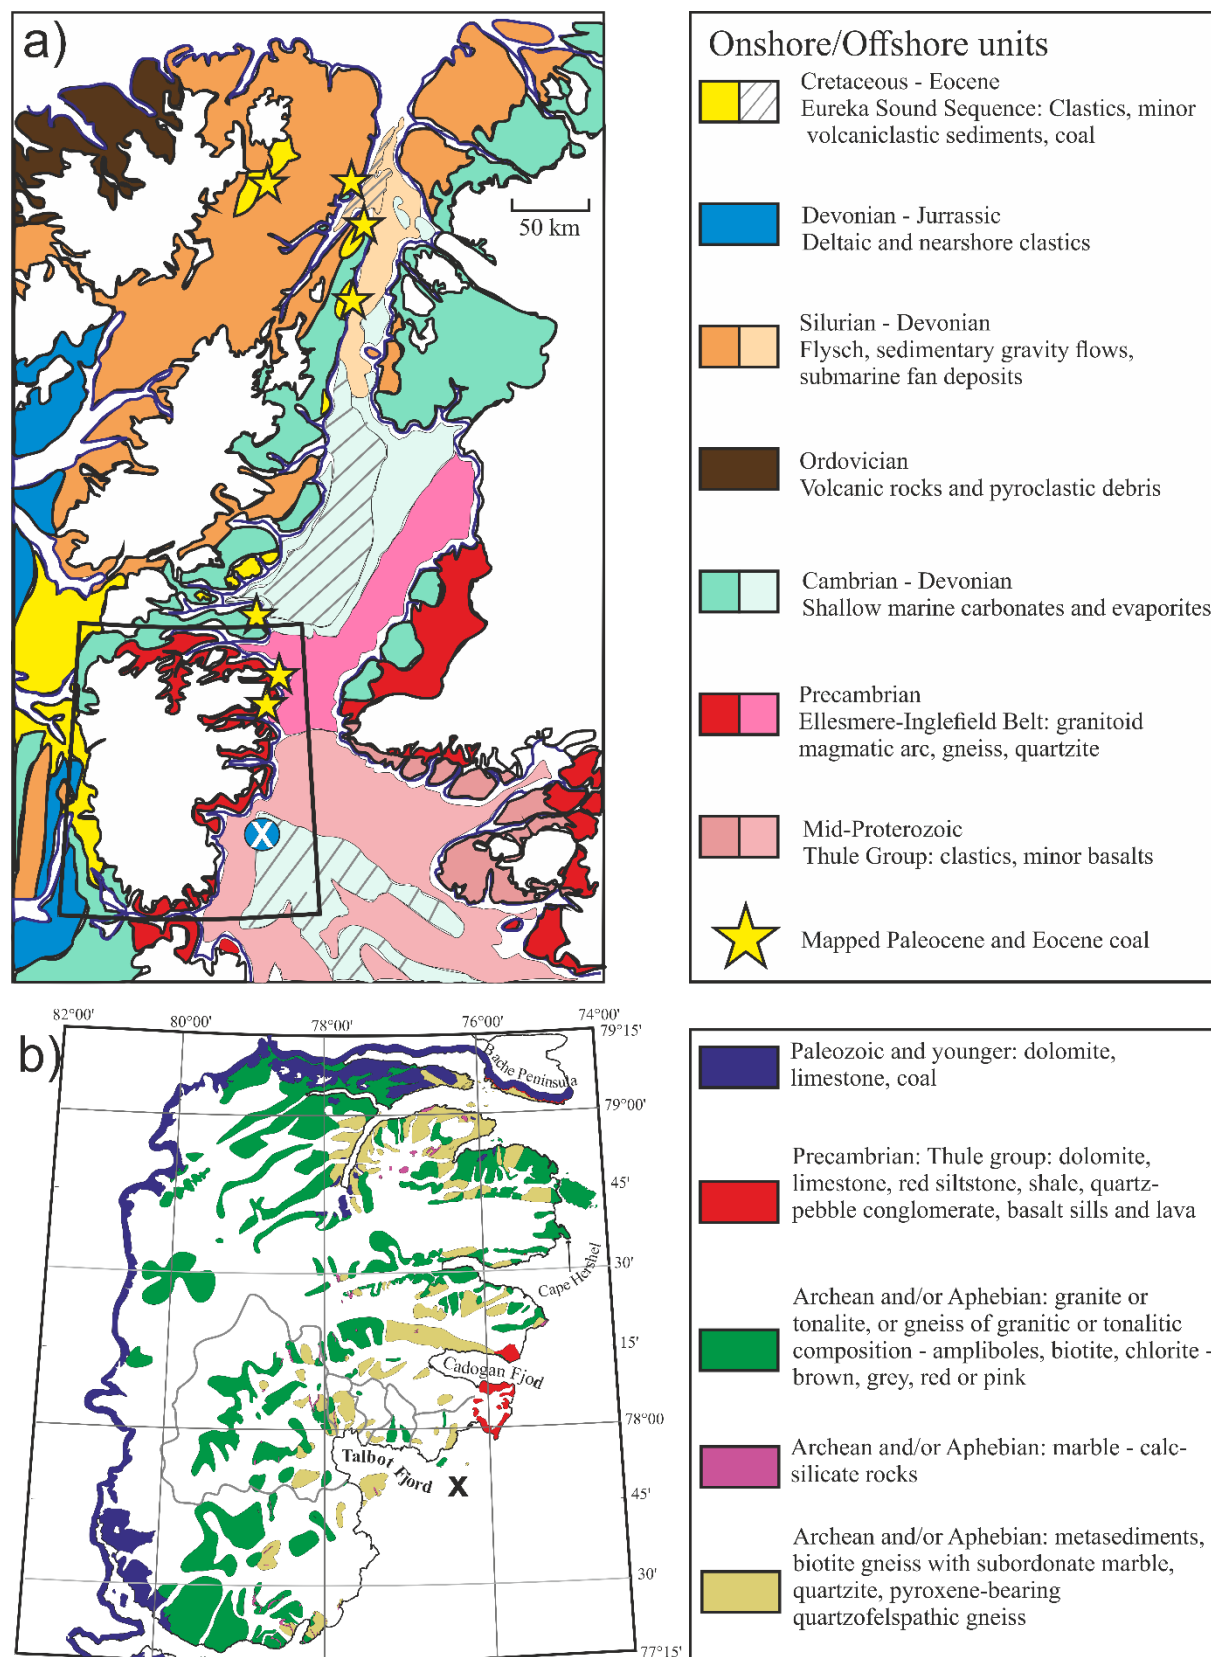 a)
50 km
X
Onshore/Offshore units
Cretaceous - Eocene
Eureka Sound Sequence: Clastics, minor
volcaniclastic sediments, coal
Devonian - Jurrassic
Deltaic and nearshore clastics
Silurian - Devonian
Flysch, sedimentary gravity flows,
submarine fan deposits
Ordovician
Volcanic rocks and pyroclastic debris
Cambrian - Devonian
Shallow marine carbonates and evaporites
Precambrian
Ellesmere-Inglefield Belt: granitoid
magmatic arc, gneiss, quartzite
Mid-Proterozoic
Thule Group: clastics, minor basalts
Mapped Paleocene and Eocene coal
b)
82°00'
80°00'
78°00'
76°00'
74°00'
79°15'
Bache Peninsula
79°00'
45'
30'
Cape Hershel
15'
Cadogan Fjod
78°00'
Talbot Fjord
X
45'
30'
77°15'
Paleozoic and younger: dolomite,
limestone, coal
Precambrian: Thule group: dolomite,
limestone, red siltstone, shale, quartz-
pebble conglomerate, basalt sills and lava
Archean and/or Aphebian: granite or
tonalite, or gneiss of granitic or tonalitic
composition - ampliboles, biotite, chlorite -
brown, grey, red or pink
Archean and/or Aphebian: marble - calc-
silicate rocks
Archean and/or Aphebian: metasediments,
biotite gneiss with subordonate marble,
quartzite, pyroxene-bearing
quartzofelspathic gneiss